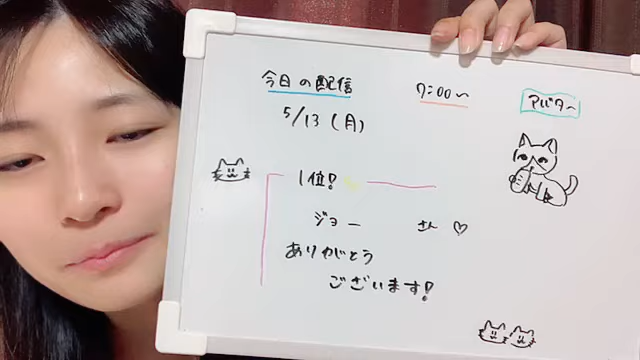 今日の配信
7:00〜
アバター
5/13(月)
1位!
ジョー さん♡
ありがとう
ございます!